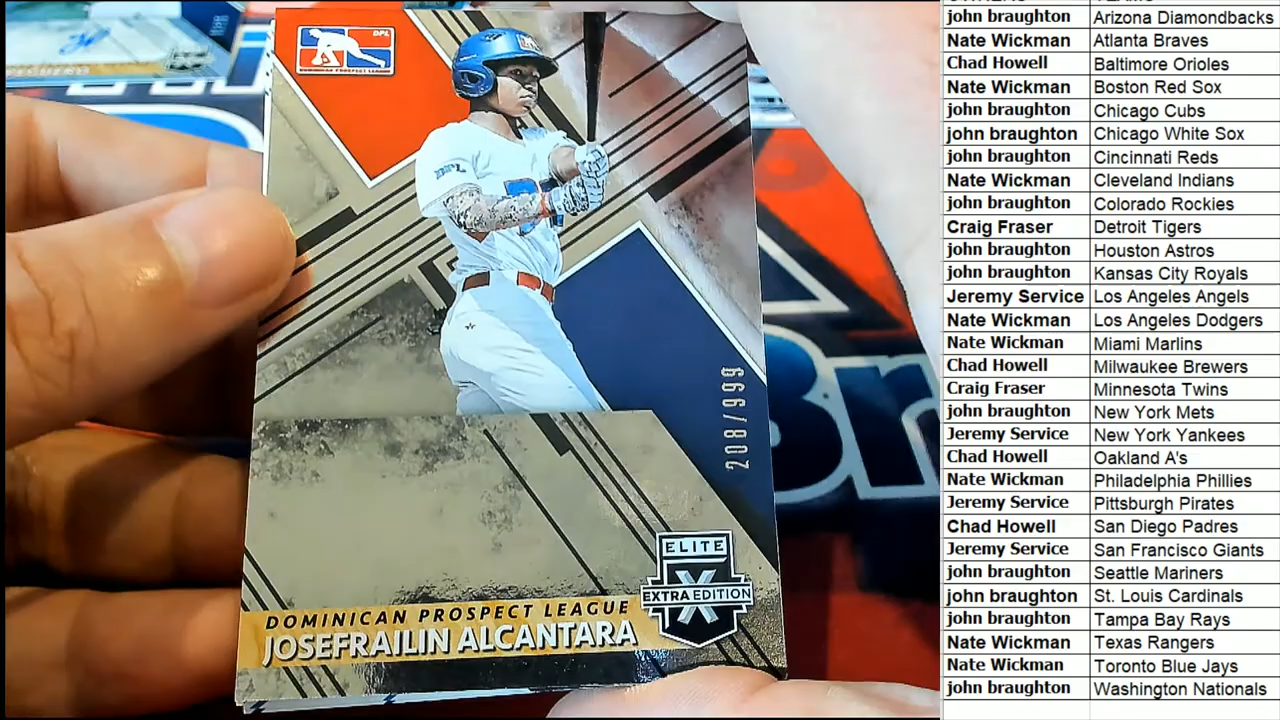 DPL
DOMINICAN PROSPECT LEAGUE
DPL
208/999
ELITE
X
EXTRA EDITION
DOMINICAN PROSPECT LEAGUE
JOSEFRAILIN ALCANTARA
john braughton Arizona Diamondbacks
Nate Wickman Atlanta Braves
Chad Howell Baltimore Orioles
Nate Wickman Boston Red Sox
john braughton Chicago Cubs
john braughton Chicago White Sox
john braughton Cincinnati Reds
Nate Wickman Cleveland Indians
john braughton Colorado Rockies
Craig Fraser Detroit Tigers
john braughton Houston Astros
john braughton Kansas City Royals
Jeremy Service Los Angeles Angels
Nate Wickman Los Angeles Dodgers
Nate Wickman Miami Marlins
Chad Howell Milwaukee Brewers
Craig Fraser Minnesota Twins
john braughton New York Mets
Jeremy Service New York Yankees
Chad Howell Oakland A's
Nate Wickman Philadelphia Phillies
Jeremy Service Pittsburgh Pirates
Chad Howell San Diego Padres
Jeremy Service San Francisco Giants
john braughton Seattle Mariners
john braughton St. Louis Cardinals
john braughton Tampa Bay Rays
Nate Wickman Texas Rangers
Nate Wickman Toronto Blue Jays
john braughton Washington Nationals